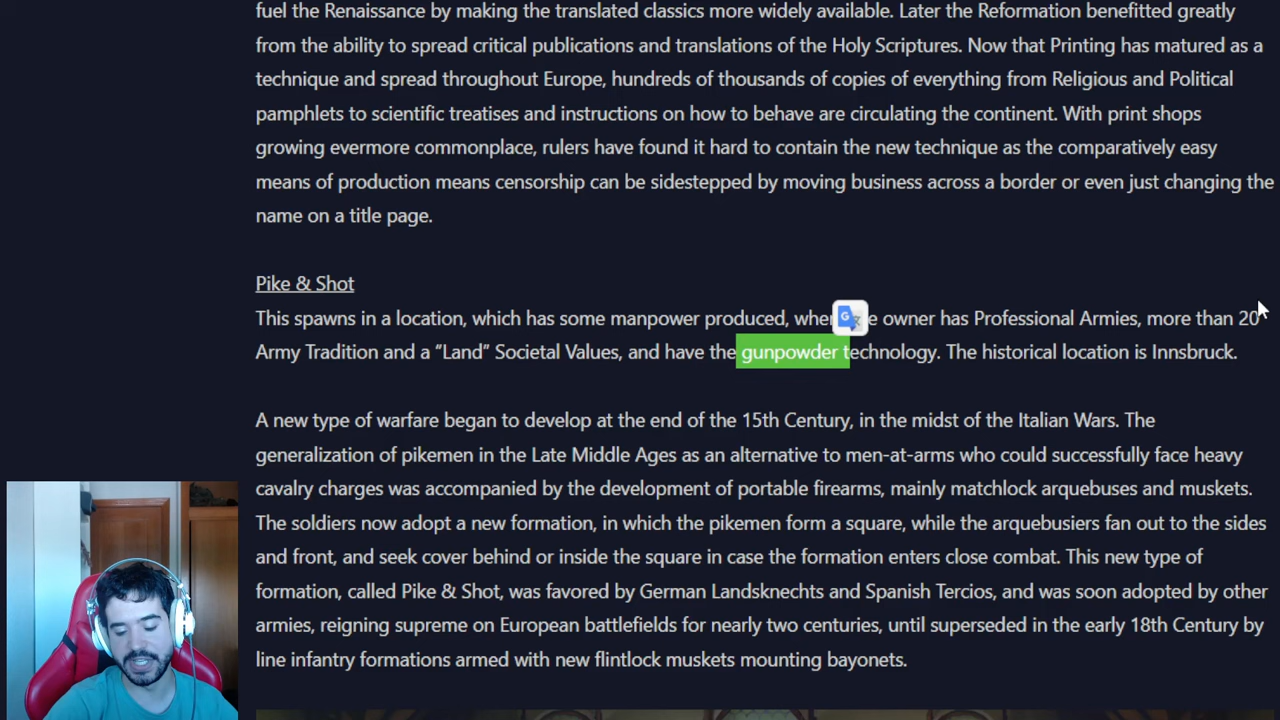 fuel the Renaissance by making the translated classics more widely available. Later the Reformation benefitted greatly
from the ability to spread critical publications and translations of the Holy Scriptures. Now that Printing has matured as a
technique and spread throughout Europe, hundreds of thousands of copies of everything from Religious and Political
pamphlets to scientific treatises and instructions on how to behave are circulating the continent. With print shops
growing evermore commonplace, rulers have found it hard to contain the new technique as the comparatively easy
means of production means censorship can be sidestepped by moving business across a border or even just changing the
name on a title page.
Pike & Shot
This spawns in a location, which has some manpower produced, owner has Professional Armies, more than 20
Army Tradition and a “Land” Societal Values, and have the gunpowder technology. The historical location is Innsbruck.
A new type of warfare began to develop at the end of the 15th Century, in the midst of the Italian Wars. The
generalization of pikemen in the Late Middle Ages as an alternative to men-at-arms who could successfully face heavy
cavalry charges was accompanied by the development of portable firearms, mainly matchlock arquebuses and muskets.
The soldiers now adopt a new formation, in which the pikemen form a square, while the arquebusiers fan out to the sides
and front, and seek cover behind or inside the square in case the formation enters close combat. This new type of
formation, called Pike & Shot, was favored by German Landsknechts and Spanish Tercios, and was soon adopted by other
armies, reigning supreme on European battlefields for nearly two centuries, until superseded in the early 18th Century by
line infantry formations armed with new flintlock muskets mounting bayonets.